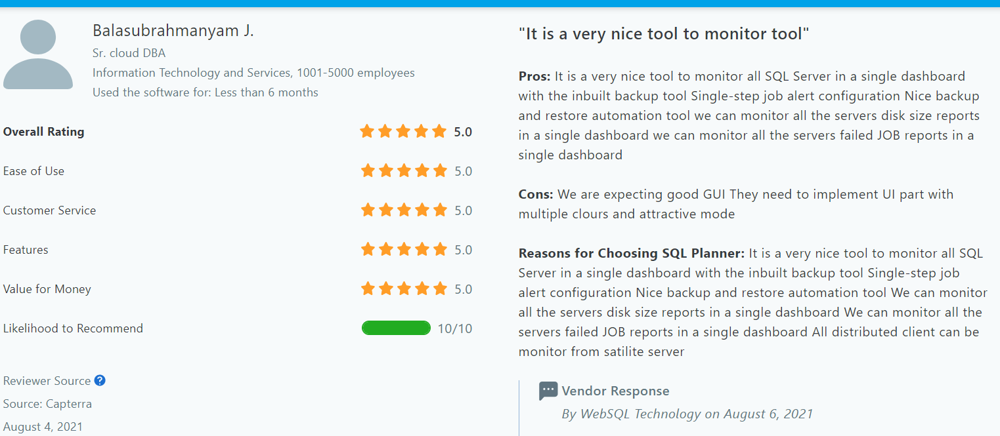 Balasubrahmanyam J.
Sr. cloud DBA
Information Technology and Services, 1001-5000 employees
Used the software for: Less than 6 months
Overall Rating 5.0
Ease of Use 5.0
Customer Service 5.0
Features 5.0
Value for Money 5.0
Likelihood to Recommend 10/10
Reviewer Source ?
Source: Capterra
August 4, 2021
"It is a very nice tool to monitor tool"
Pros: It is a very nice tool to monitor all SQL Server in a single dashboard
with the inbuilt backup tool Single-step job alert configuration Nice backup
and restore automation tool we can monitor all the servers disk size reports
in a single dashboard we can monitor all the servers failed JOB reports in a
single dashboard
Cons: We are expecting good GUI They need to implement UI part with
multiple clours and attractive mode
Reasons for Choosing SQL Planner: It is a very nice tool to monitor all SQL
Server in a single dashboard with the inbuilt backup tool Single-step job
alert configuration Nice backup and restore automation tool We can monitor
all the servers disk size reports in a single dashboard We can monitor all the
servers failed JOB reports in a single dashboard All distributed client can be
monitor from satilite server
Vendor Response
By WebSQL Technology on August 6, 2021